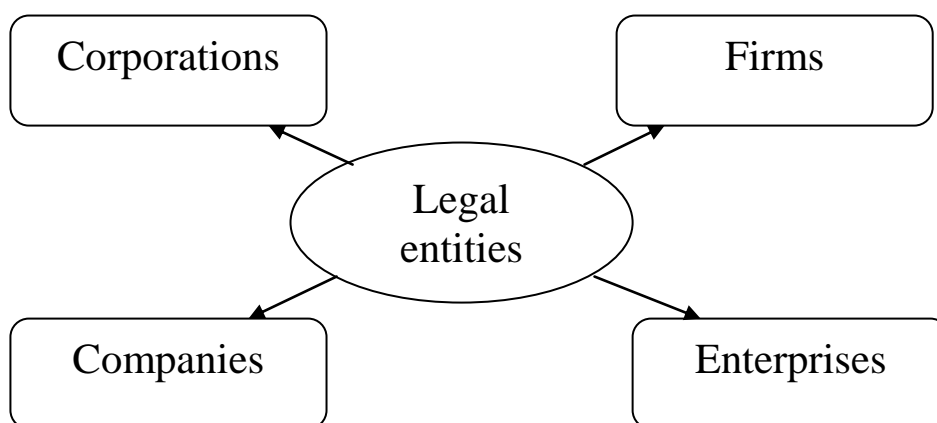 Corporations
Firms
Legal
entities
Companies
Enterprises